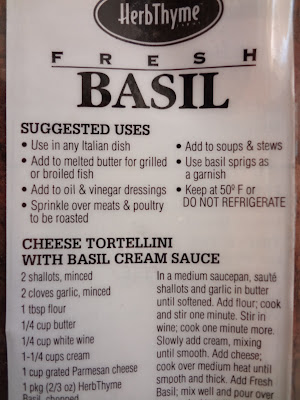 HerbThyme
FRESH
BASIL
SUGGESTED USES
• Use in any Italian dish
• Add to melted butter for grilled
or broiled fish
• Add to oil & vinegar dressings
• Sprinkle over meats & poultry
to be roasted
• Add to soups & stews
• Use basil sprigs as
a garnish
• Keep at 50º F or
DO NOT REFRIGERATE
CHEESE TORTELLINI
WITH BASIL CREAM SAUCE
2 shallots, minced
2 cloves garlic, minced
1 tbsp flour
1/4 cup butter
1/4 cup white wine
1-1/4 cups cream
1 cup grated Parmesan cheese
1 pkg (2/3 oz) HerbThyme
Basil, chopped
In a medium saucepan, sauté
shallots and garlic in butter
until softened. Add flour; cook
and stir one minute. Stir in
wine; cook one minute more.
Slowly add cream, mixing
until smooth. Add cheese;
cook over medium heat until
smooth and thick. Add Fresh
Basil; mix well and pour over